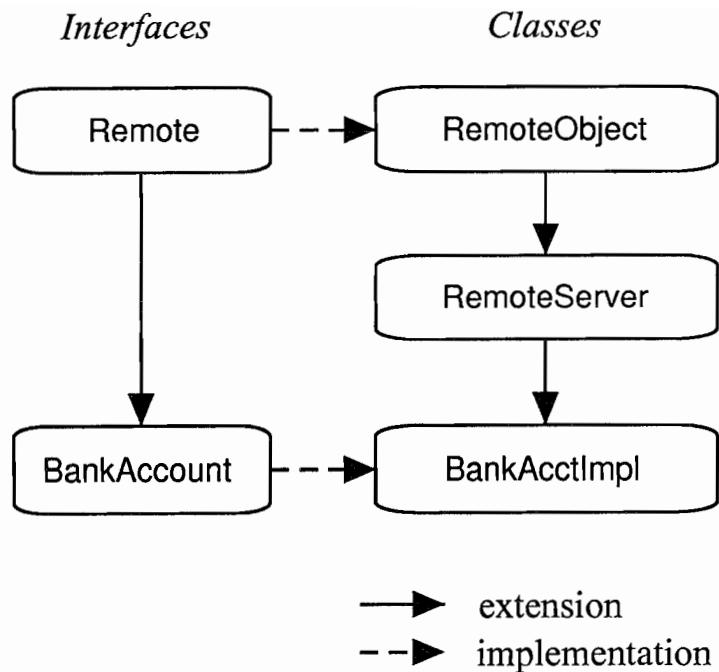 Interfaces Classes
Remote RemoteObject
RemoteServer
BankAccount BankAcctImpl
extension
implementation